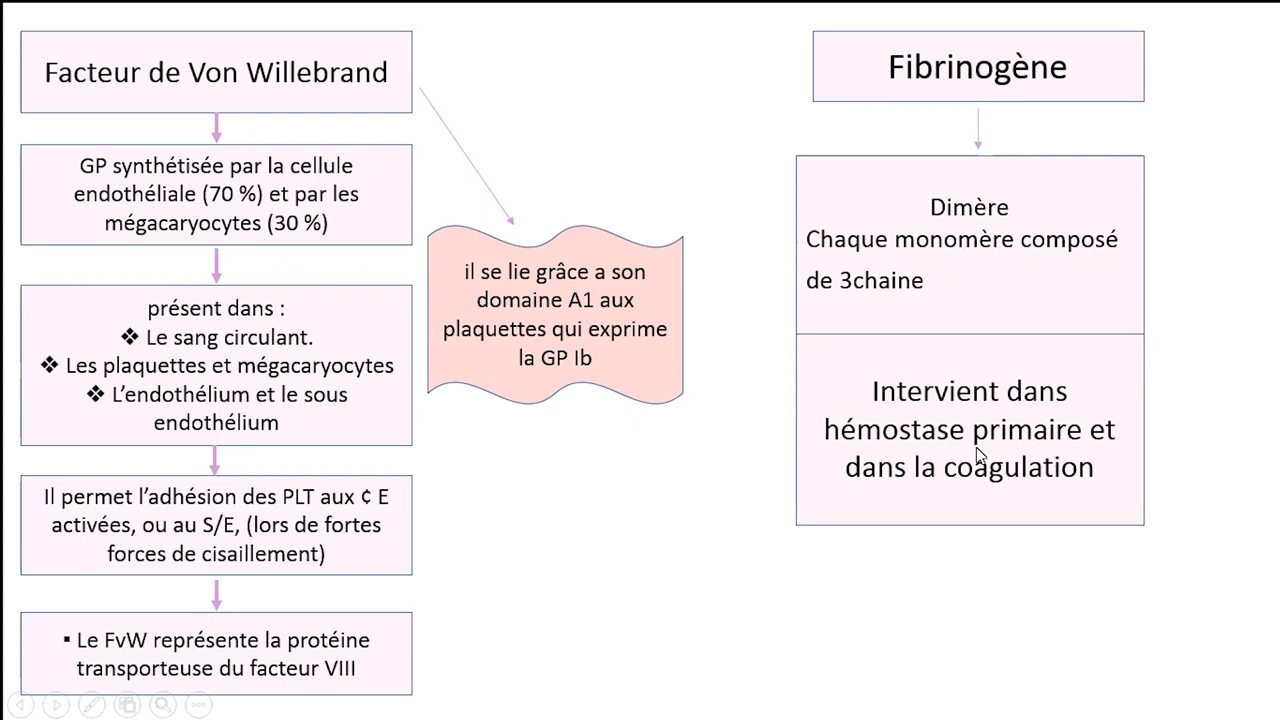 Facteur de Von Willebrand
GP synthétisée par la cellule
endothéliale (70 %) et par les
mégacaryocytes (30 %)
présent dans :
❖ Le sang circulant.
❖ Les plaquettes et mégacaryocytes
❖ L’endothélium et le sous
endothélium
Il permet l’adhésion des PLT aux ¢ E
activées, ou au S/E, (lors de fortes
forces de cisaillement)
▪ Le FvW représente la protéine
transporteuse du facteur VIII
il se lie grâce a son
domaine A1 aux
plaquettes qui exprime
la GP Ib
Fibrinogène
Dimère
Chaque monomère composé
de 3chaine
Intervient dans
hémostase primaire et
dans la coagulation